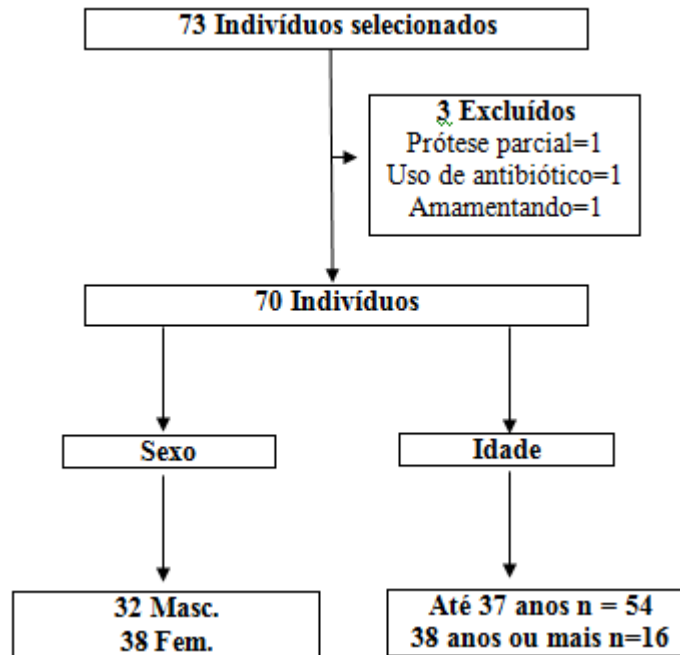 73 Indivíduos selecionados
3 Excluídos
Prótese parcial=1
Uso de antibiótico=1
Amamentando=1
70 Indivíduos
Sexo
Idade
32 Masc.
38 Fem.
Até 37 anos n = 54
38 anos ou mais n=16